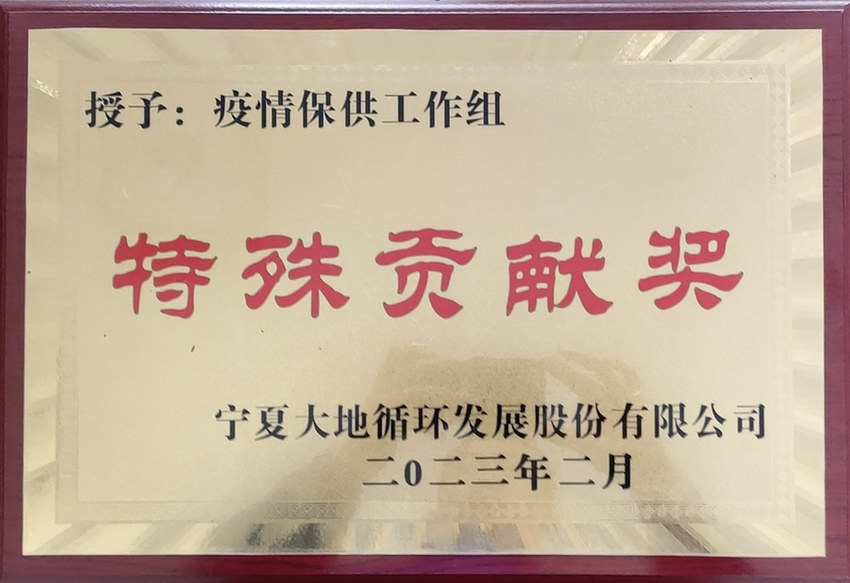 授予：疫情保供工作组
特殊贡献奖
宁夏大地循环发展股份有限公司
二0二三年二月